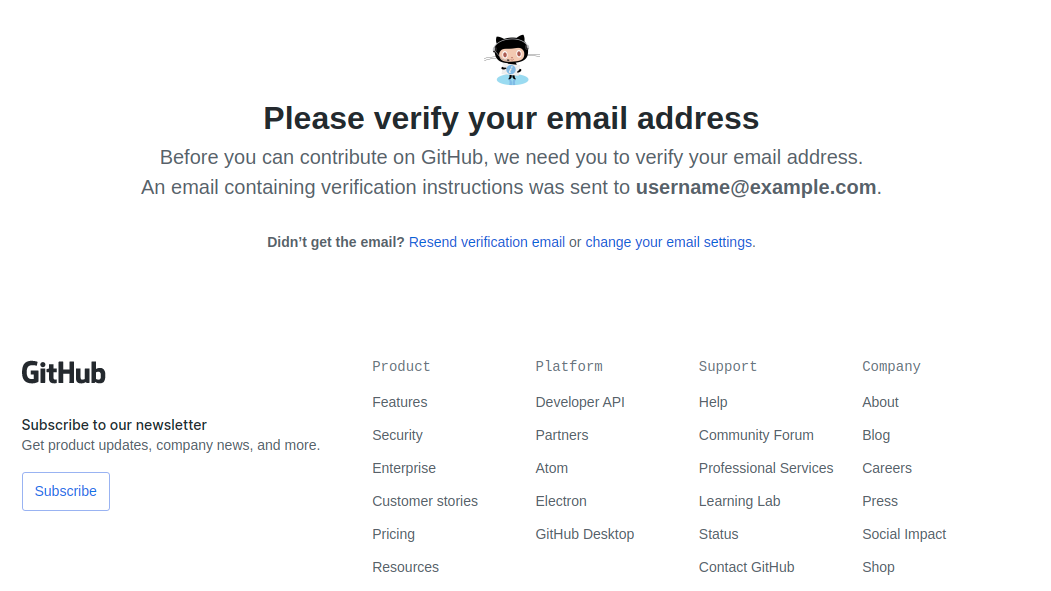 Please verify your email address
Before you can contribute on GitHub, we need you to verify your email address.
An email containing verification instructions was sent to username@example.com.
Didn’t get the email? Resend verification email or change your email settings.
GitHub
Subscribe to our newsletter
Get product updates, company news, and more.
Subscribe
Product
Features
Security
Enterprise
Customer stories
Pricing
Resources
Platform
Developer API
Partners
Atom
Electron
GitHub Desktop
Support
Help
Community Forum
Professional Services
Learning Lab
Status
Contact GitHub
Company
About
Blog
Careers
Press
Social Impact
Shop